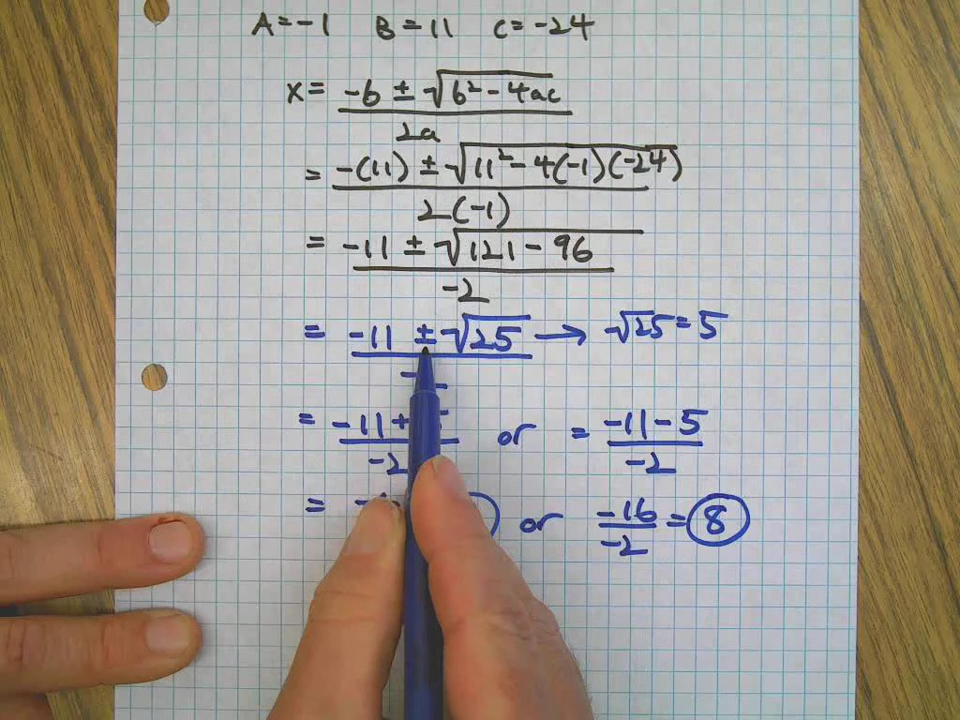 A=-1 B=11 C=-24
x= -b ± √b²-4ac
2a
= -(11) ± √11²-4(-1)(-24)
2(-1)
= -11 ± √121-96
-2
= -11 ± √25 → √25=5
= -11+ or = -11-5
-2 -2
= or -16 = 8
-2